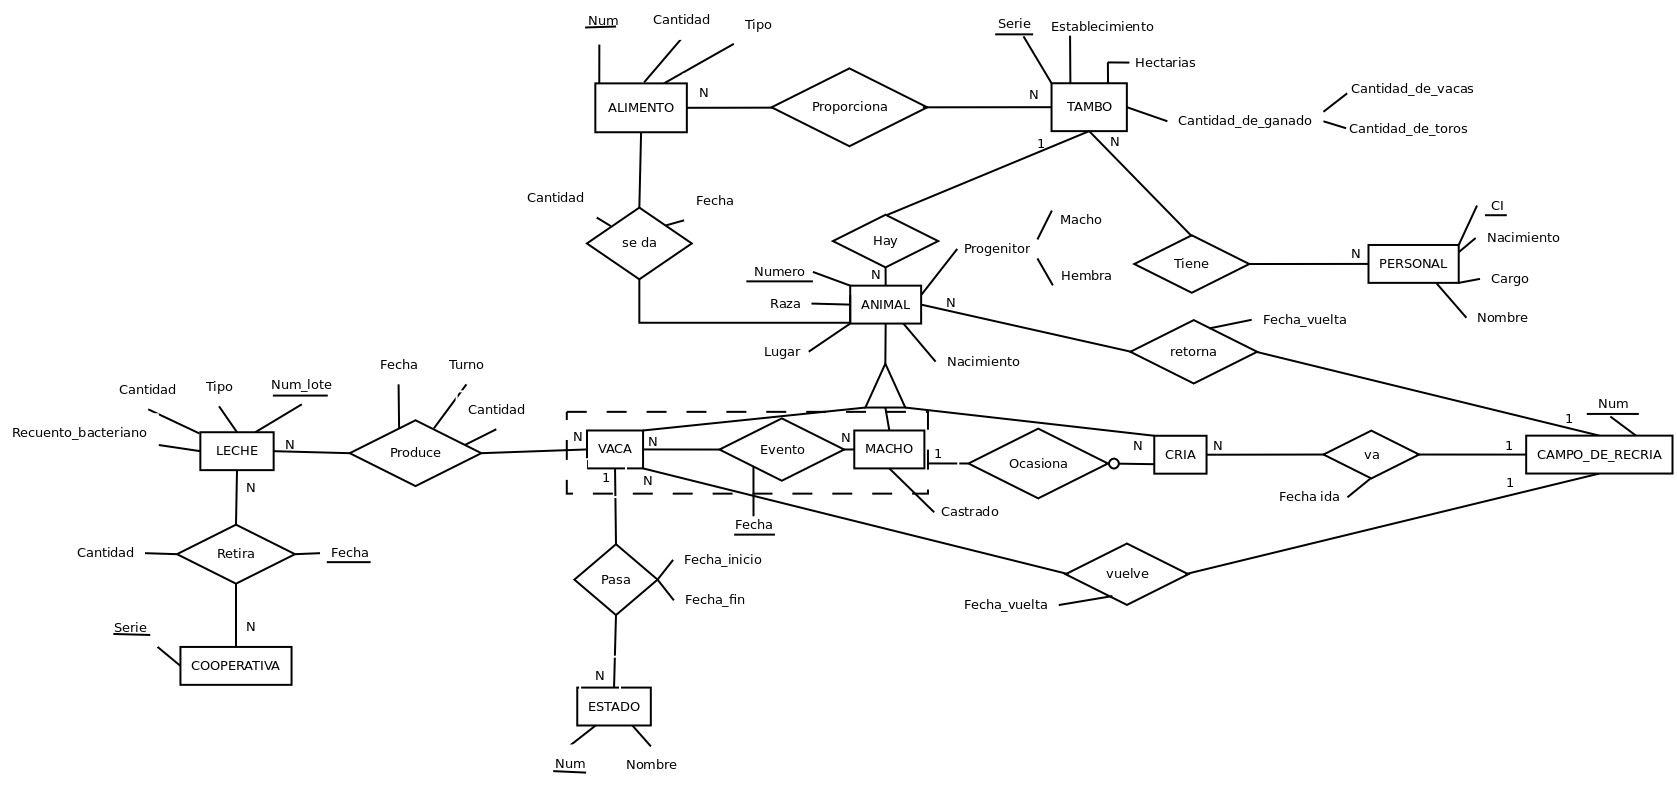 Num
Cantidad
Tipo
Serie
Establecimiento
Hectarias
ALIMENTO
N
Proporciona
N
TAMBO
Cantidad_de_ganado
Cantidad_de_vacas
Cantidad_de_toros
1
N
Cantidad
Fecha
se da
Hay
N
Progenitor
Macho
Hembra
Tiene
N
PERSONAL
CI
Nacimiento
Cargo
Nombre
Numero
Raza
Lugar
ANIMAL
N
Nacimiento
retorna
Fecha_vuelta
1
Fecha
Turno
Cantidad
Cantidad
Tipo
Num_lote
Recuento_bacteriano
LECHE
N
Produce
N
VACA
N
Evento
N
MACHO
1
Ocasiona
N
CRIA
N
va
1
CAMPO_DE_RECRIA
Num
Fecha ida
1
N
1
N
Fecha
Castrado
Cantidad
Retira
Fecha
Pasa
Fecha_inicio
Fecha_fin
vuelve
Fecha_vuelta
N
Serie
COOPERATIVA
N
ESTADO
Num
Nombre